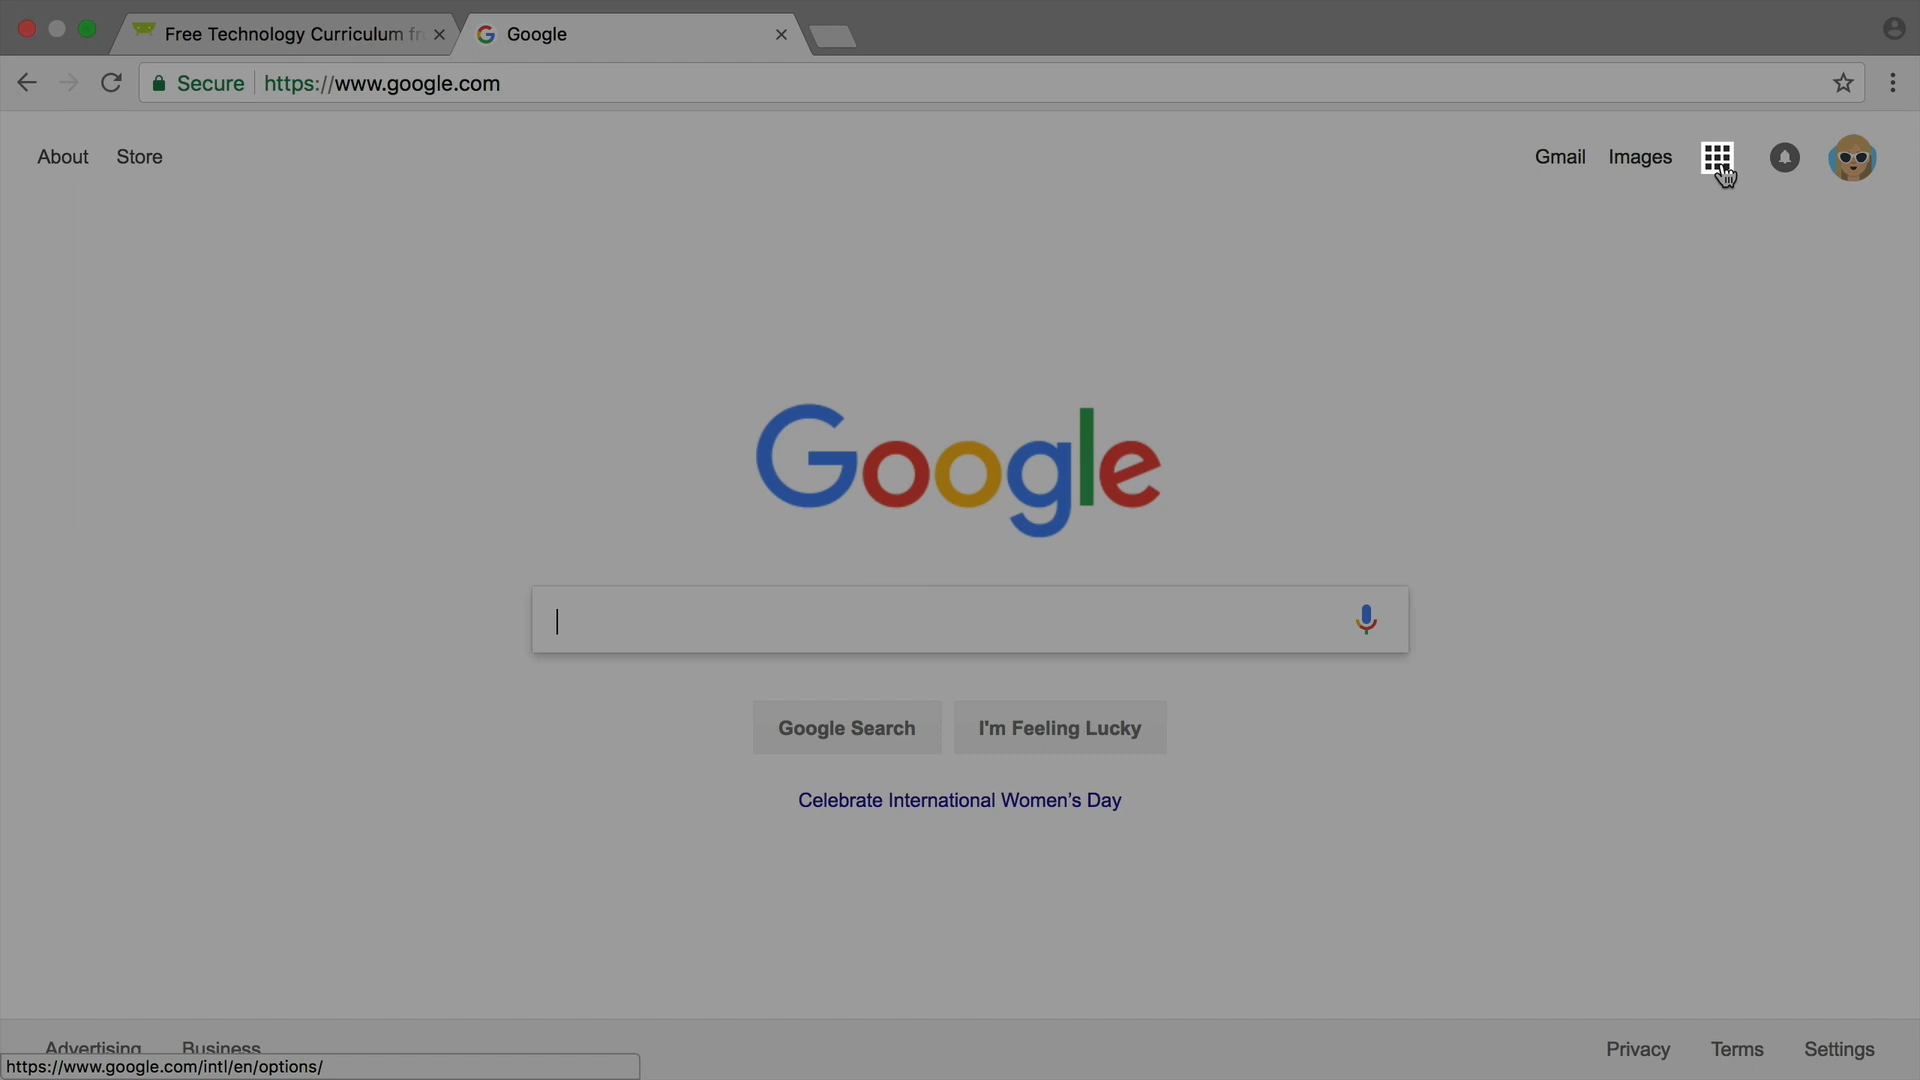 Free Technology Curriculum fr
Google
Secure https://www.google.com
About Store Gmail Images
Google
Google Search I'm Feeling Lucky
Celebrate International Women’s Day
Advertising Business Privacy Terms Settings
https://www.google.com/intl/en/options/